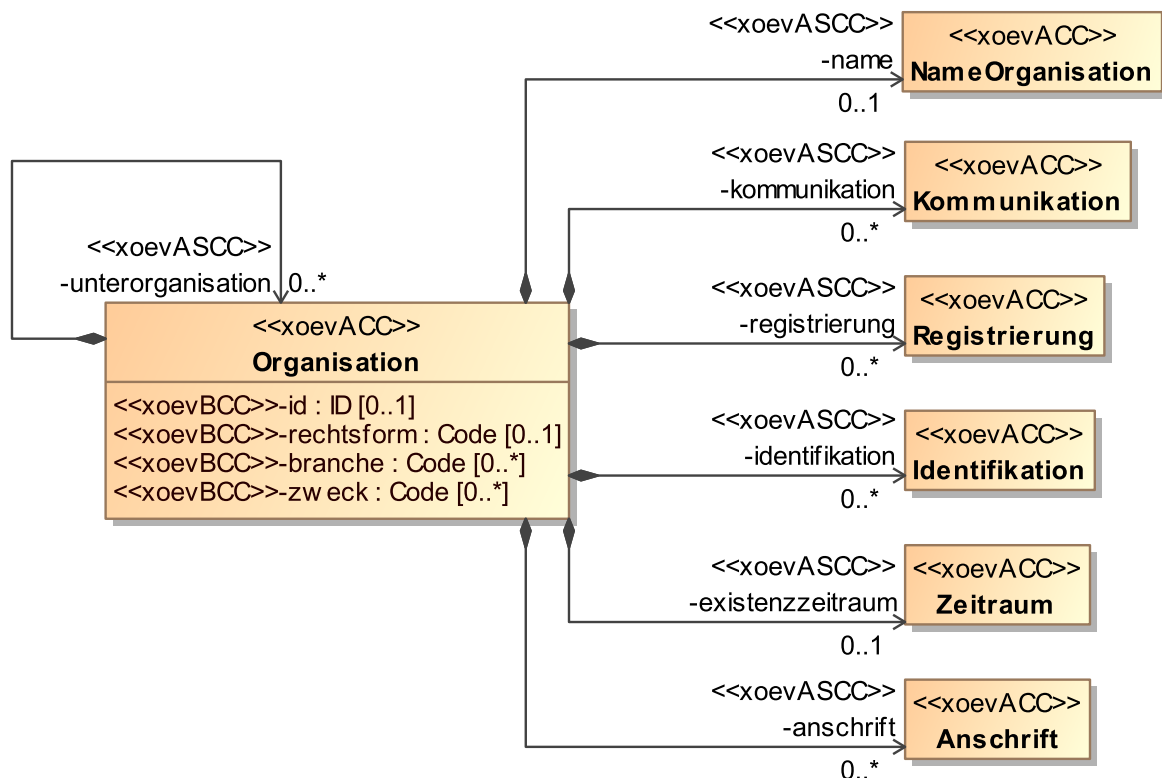 <<xoevASCC>>
-name
0..1
<<xoevACC>>
NameOrganisation
<<xoevASCC>>
-kommunikation
0..*
<<xoevACC>>
Kommunikation
<<xoevASCC>>
-unterorganisation
0..*
<<xoevACC>>
Organisation
<<xoevBCC>>-id : ID [0..1]
<<xoevBCC>>-rechtsform : Code [0..1]
<<xoevBCC>>-branche : Code [0..*]
<<xoevBCC>>-zweck : Code [0..*]
<<xoevASCC>>
-registrierung
0..*
<<xoevACC>>
Registrierung
<<xoevASCC>>
-identifikation
0..*
<<xoevACC>>
Identifikation
<<xoevASCC>>
-existenzzeitraum
0..1
<<xoevACC>>
Zeitraum
<<xoevASCC>>
-anschrift
0..*
<<xoevACC>>
Anschrift